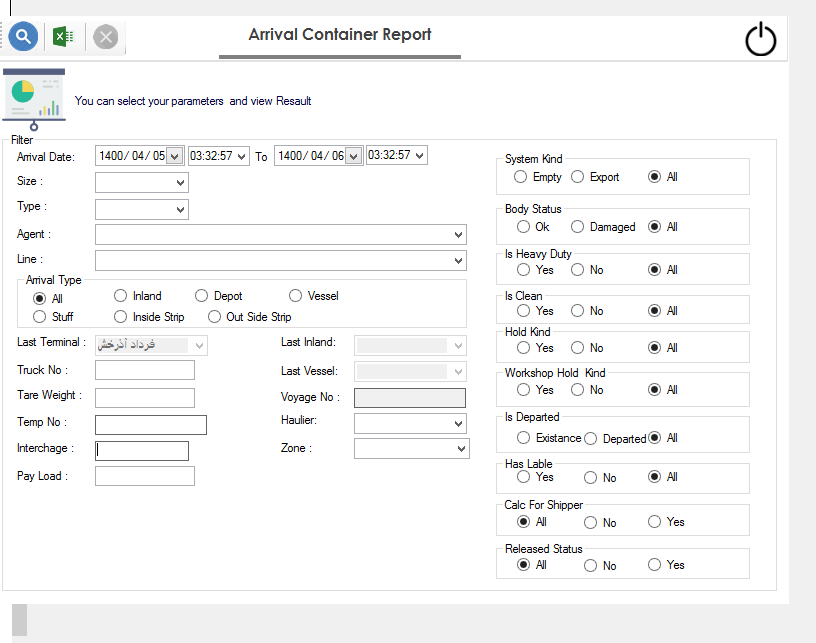 Arrival Container Report
You can select your parameters and view Resault
Filter
Arrival Date: 1400/ 04/ 05 03:32:57 To 1400/ 04/ 06 03:32:57
Size :
Type :
Agent :
Line :
Arrival Type
All Inland Depot Vessel
Stuff Inside Strip Out Side Strip
Last Terminal : فرداد آذرخش Last Inland:
Truck No : Last Vessel:
Tare Weight : Voyage No :
Temp No : Haulier:
Interchage : Zone :
Pay Load :
System Kind
Empty Export All
Body Status
Ok Damaged All
Is Heavy Duty
Yes No All
Is Clean
Yes No All
Hold Kind
Yes No All
Workshop Hold Kind
Yes No All
Is Departed
Existance Departed All
Has Lable
Yes No All
Calc For Shipper
All No Yes
Released Status
All No Yes